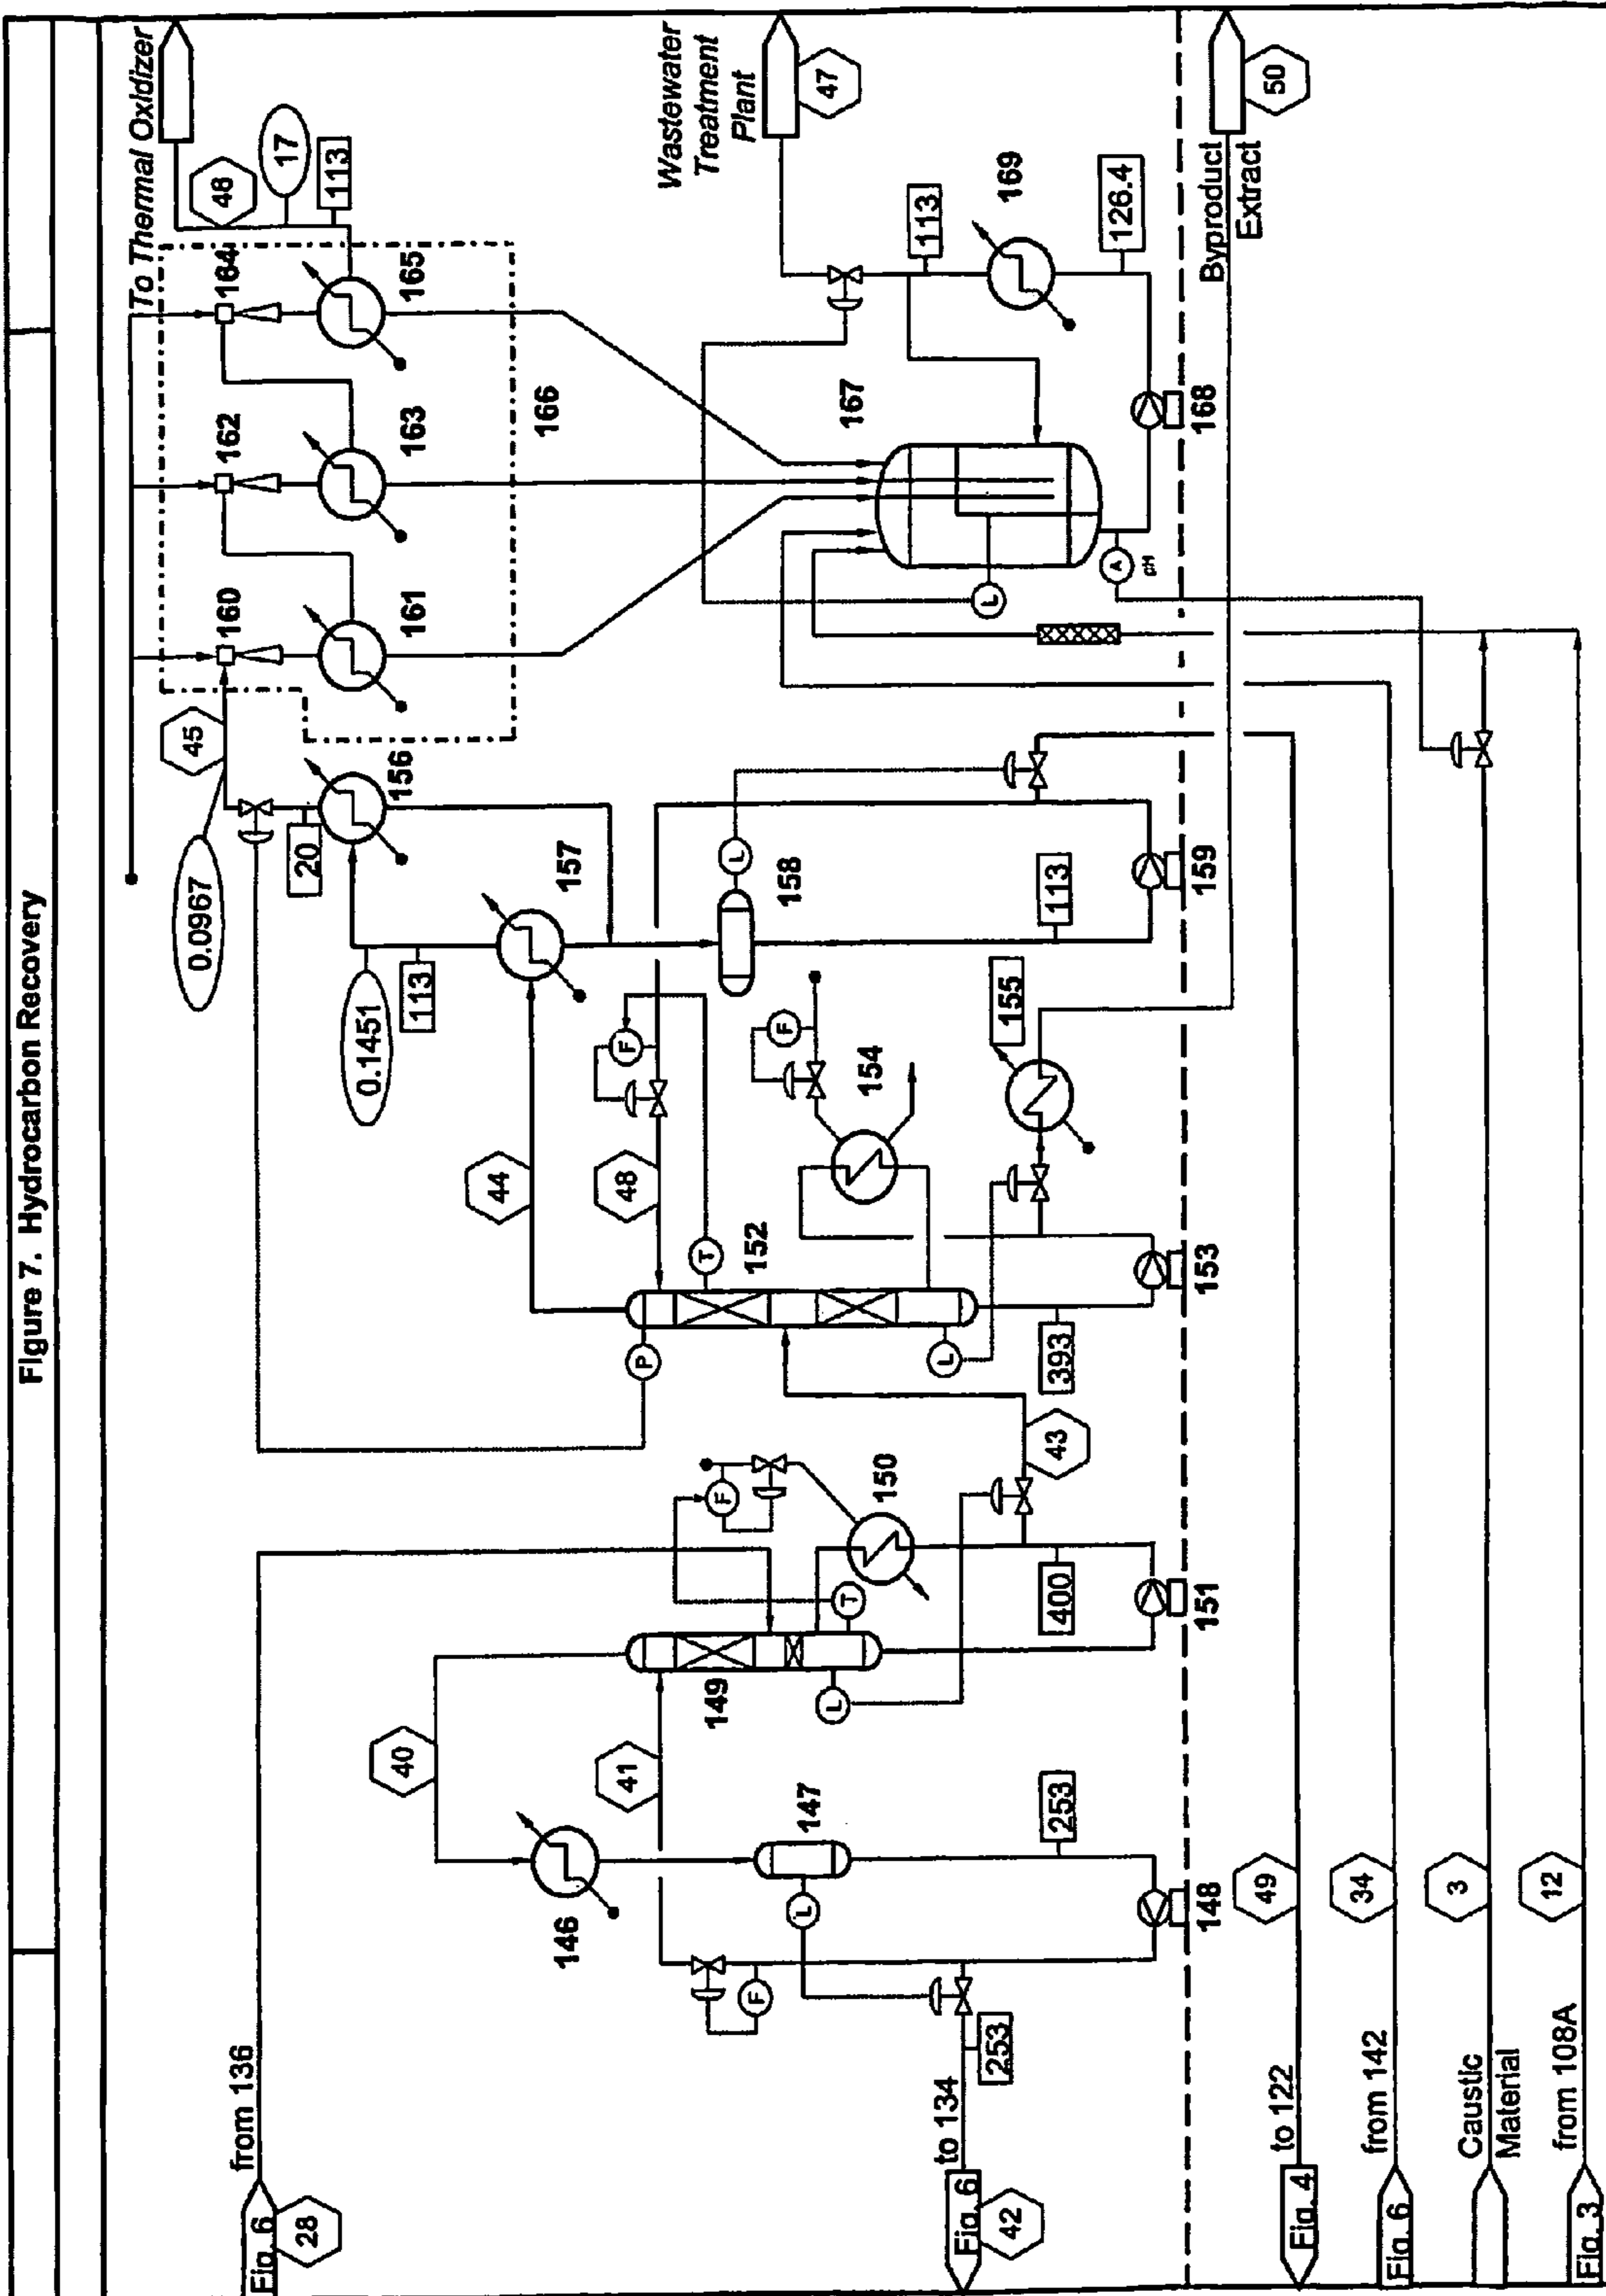 Figure 7. Hydrocarbon Recovery
To Thermal Oxidizer
48
17
113
164
165
162
163
160
161
166
45
0.0967
20
156
0.1451
113
157
158
113
159
44
48
152
154
155
P
T
F
F
L
L
393
153
43
150
F
T
L
400
151
149
40
41
146
147
L
F
253
148
from 136
Fig. 6
28
to 134
Fig. 6
42
253
Wastewater
Treatment
Plant
47
113
169
126.4
167
168
L
A
pH
Byproduct
Extract
50
49
to 122
Fig. 4
34
from 142
Fig. 6
3
Caustic
Material
12
from 108A
Fig. 3